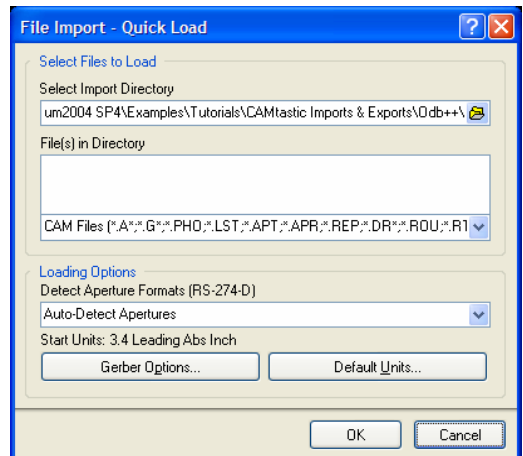 File Import - Quick Load
Select Files to Load
Select Import Directory
um2004 SP4\Examples\Tutorials\CAMtastic Imports & Exports\Odb++\
File(s) in Directory
CAM Files (*.A*;*.G*;*.PHO;*.LST;*.APT;*.APR;*.REP;*.DR*;*.ROU;*.R1
Loading Options
Detect Aperture Formats (RS-274-D)
Auto-Detect Apertures
Start Units: 3.4 Leading Abs Inch
Gerber Options...
Default Units...
OK
Cancel